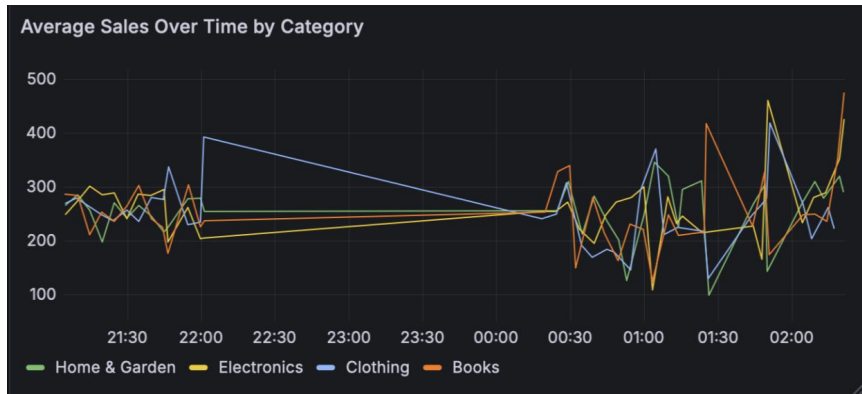 Average Sales Over Time by Category
500
400
300
200
100
21:30 22:00 22:30 23:00 23:30 00:00 00:30 01:00 01:30 02:00
Home & Garden Electronics Clothing Books